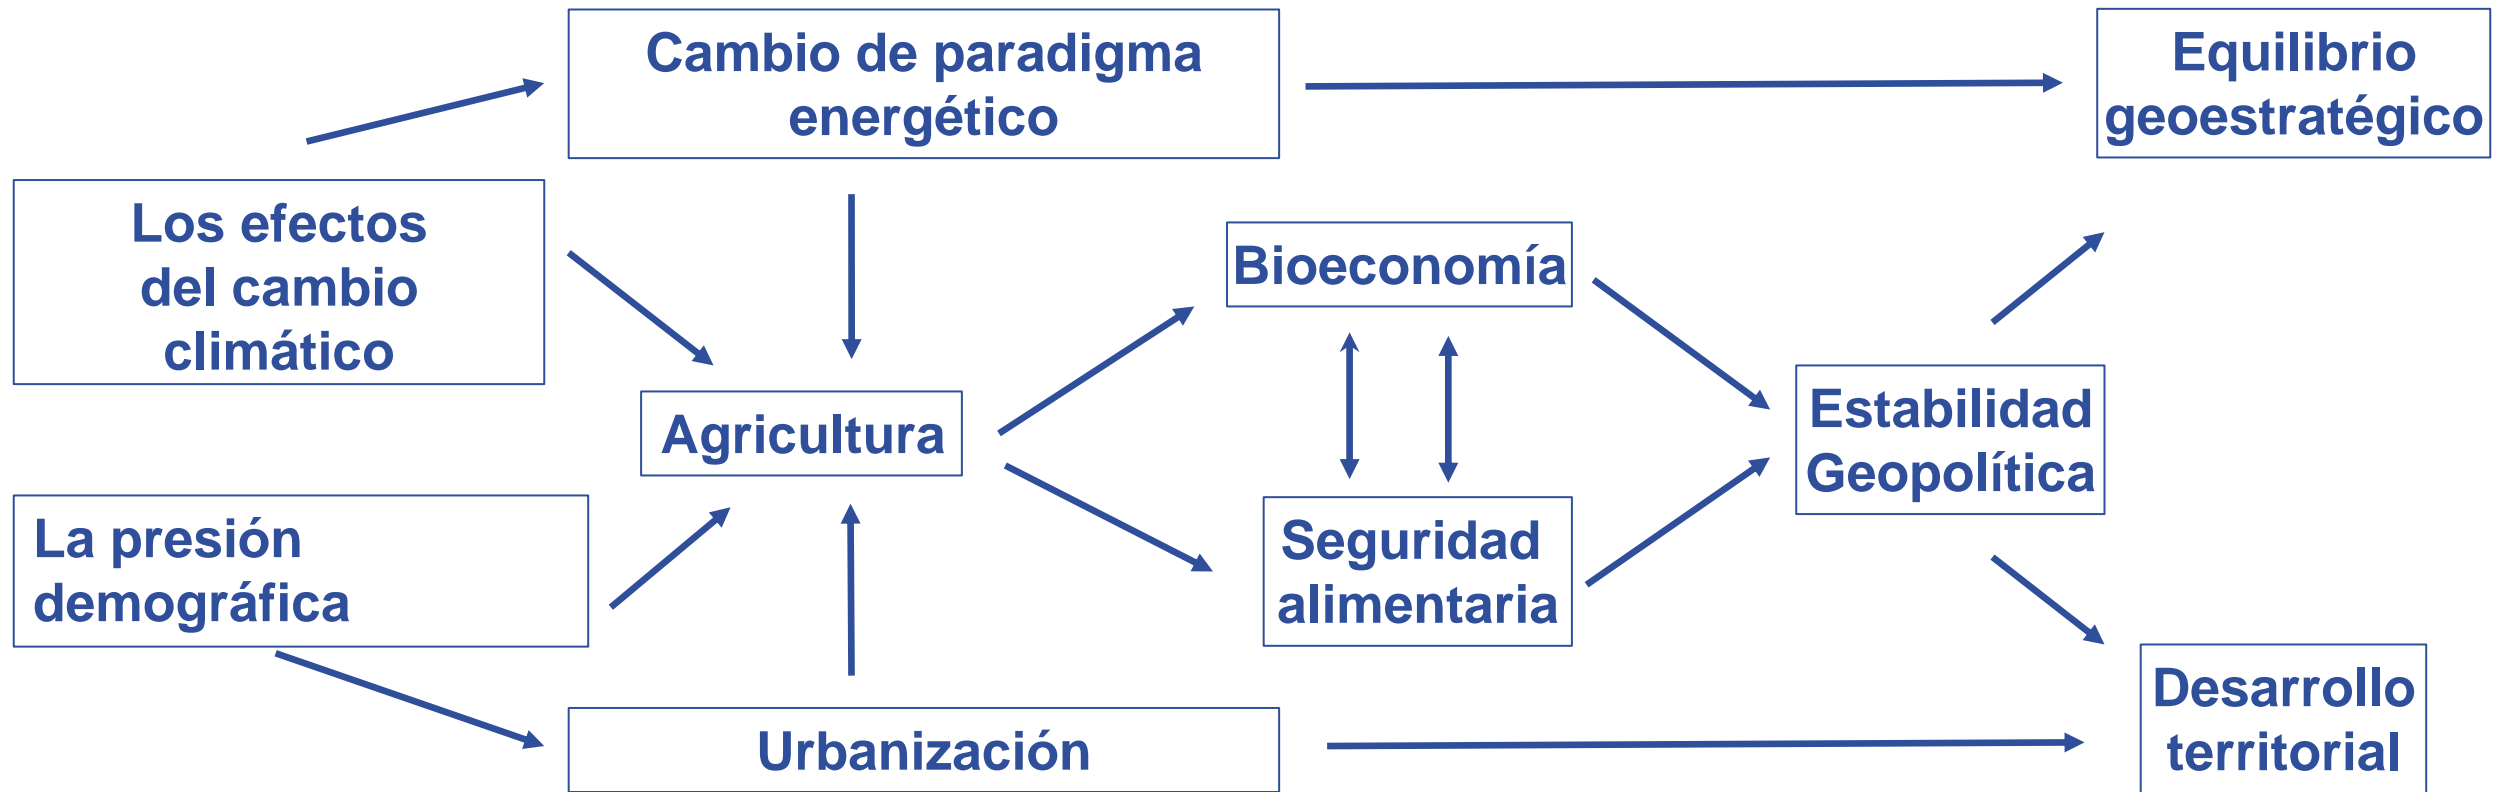 Cambio de paradigma
energético
Equilibrio
geoestratégico
Los efectos
del cambio
climático
Bioeconomía
Agricultura
Estabilidad
Geopolítica
La presión
demográfica
Seguridad
alimentaria
Urbanización
Desarrollo
territorial